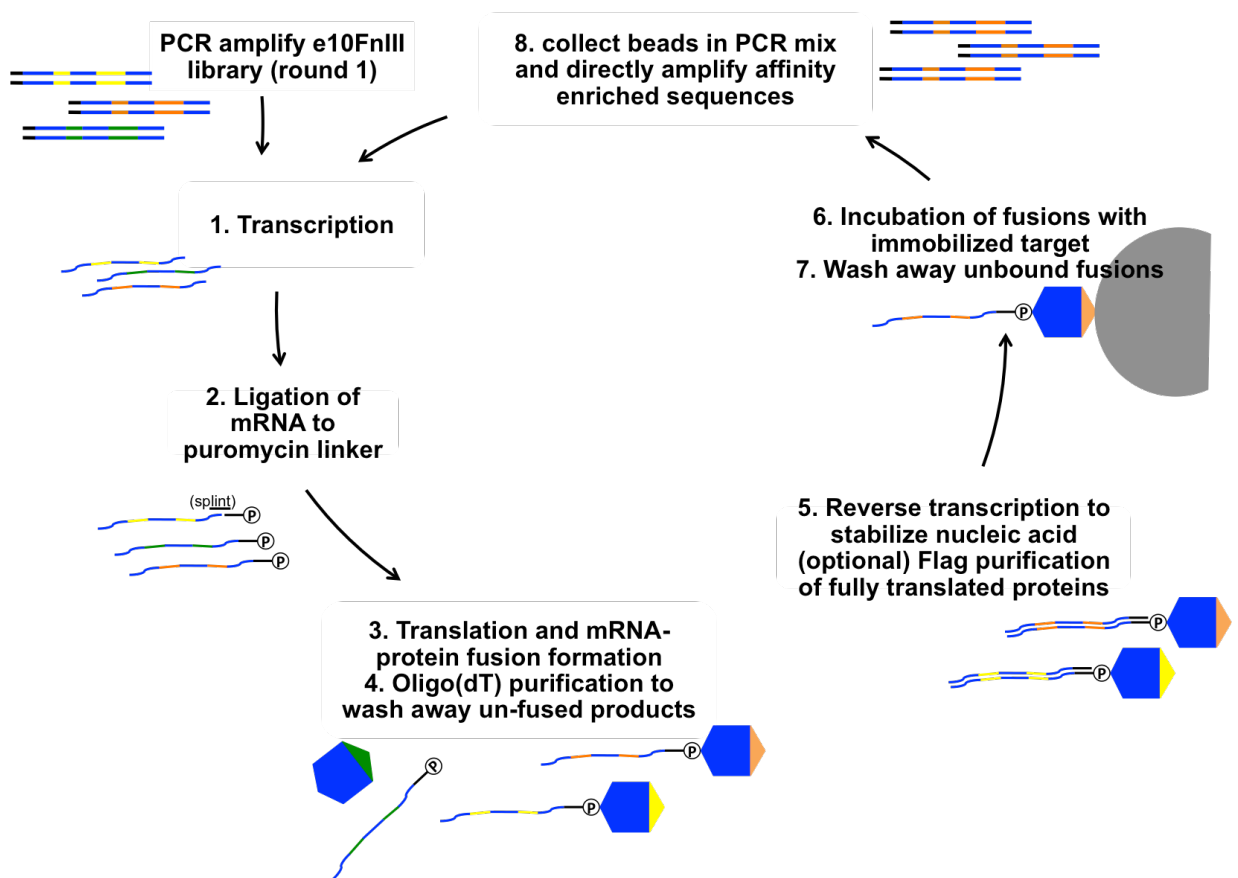 PCR amplify e10FnIII
library (round 1)
8. collect beads in PCR mix
and directly amplify affinity
enriched sequences
1. Transcription
2. Ligation of
mRNA to
puromycin linker
(splint)
P
P
P
3. Translation and mRNA-
protein fusion formation
4. Oligo(dT) purification to
wash away un-fused products
P
P
P
5. Reverse transcription to
stabilize nucleic acid
(optional) Flag purification
of fully translated proteins
P
P
6. Incubation of fusions with
immobilized target
7. Wash away unbound fusions
P